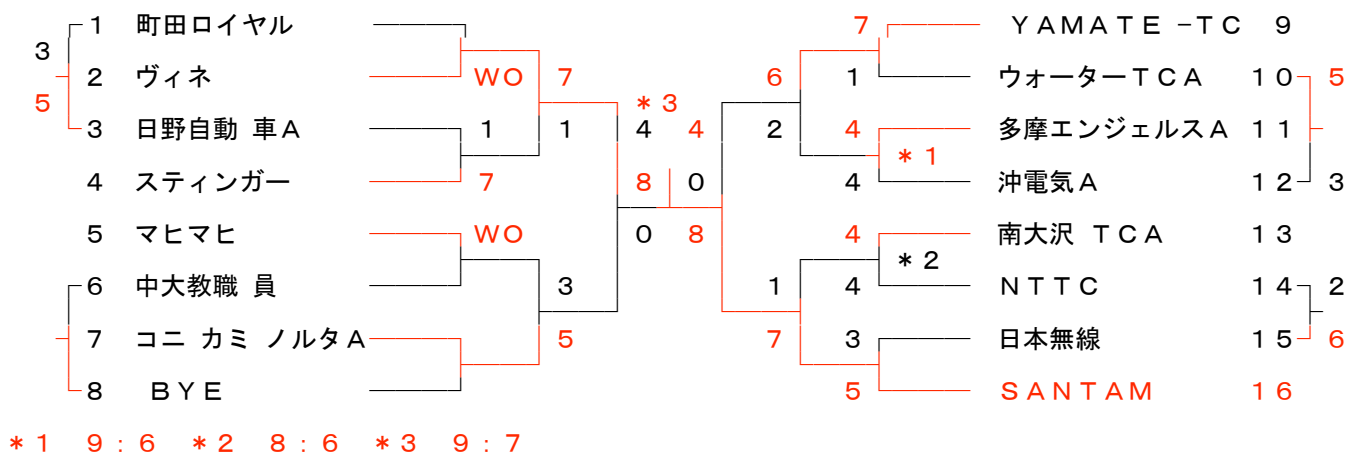 1 町田ロイヤル 7 YAMATE -TC 9
3
2 ヴィネ WO 7 6 1 ウォーターTCA 10 5
5 *3
3 日野自動 車A 1 1 4 4 2 4 多摩エンジェルスA 11
*1
4 スティンガー 7 8 0 4 沖電気A 12 3
5 マヒマヒ WO 0 8 4 南大沢 TCA 13
*2
6 中大教職 員 3 1 4 NTTC 14 2
7 コニ カミ ノルタA 5 7 3 日本無線 15 6
8 BYE 5 SANTAM 16
*1 9:6 *2 8:6 *3 9:7